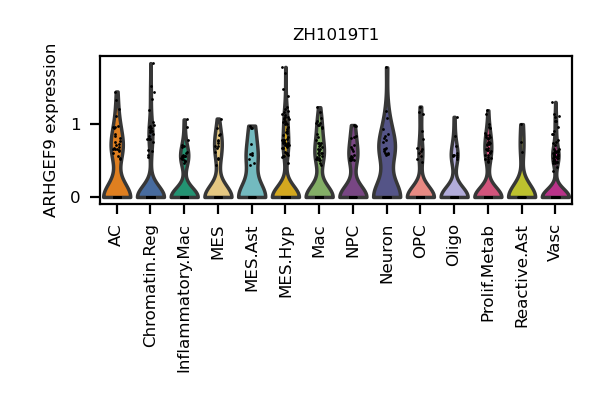 ZH1019T1
ARHGEF9 expression
1
0
AC
Chromatin.Reg
Inflammatory.Mac
MES
MES.Ast
MES.Hyp
Mac
NPC
Neuron
OPC
Oligo
Prolif.Metab
Reactive.Ast
Vasc